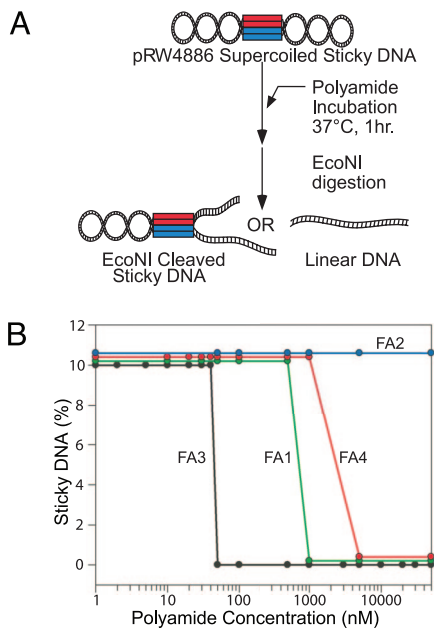 A
pRW4886 Supercoiled Sticky DNA
Polyamide
Incubation
37°C, 1hr.
EcoNI
digestion
OR
EcoNI Cleaved
Sticky DNA
Linear DNA
B
Sticky DNA (%)
12
10
8
6
4
2
0
FA2
FA3
FA1
FA4
1
10
100
1000
10000
Polyamide Concentration (nM)